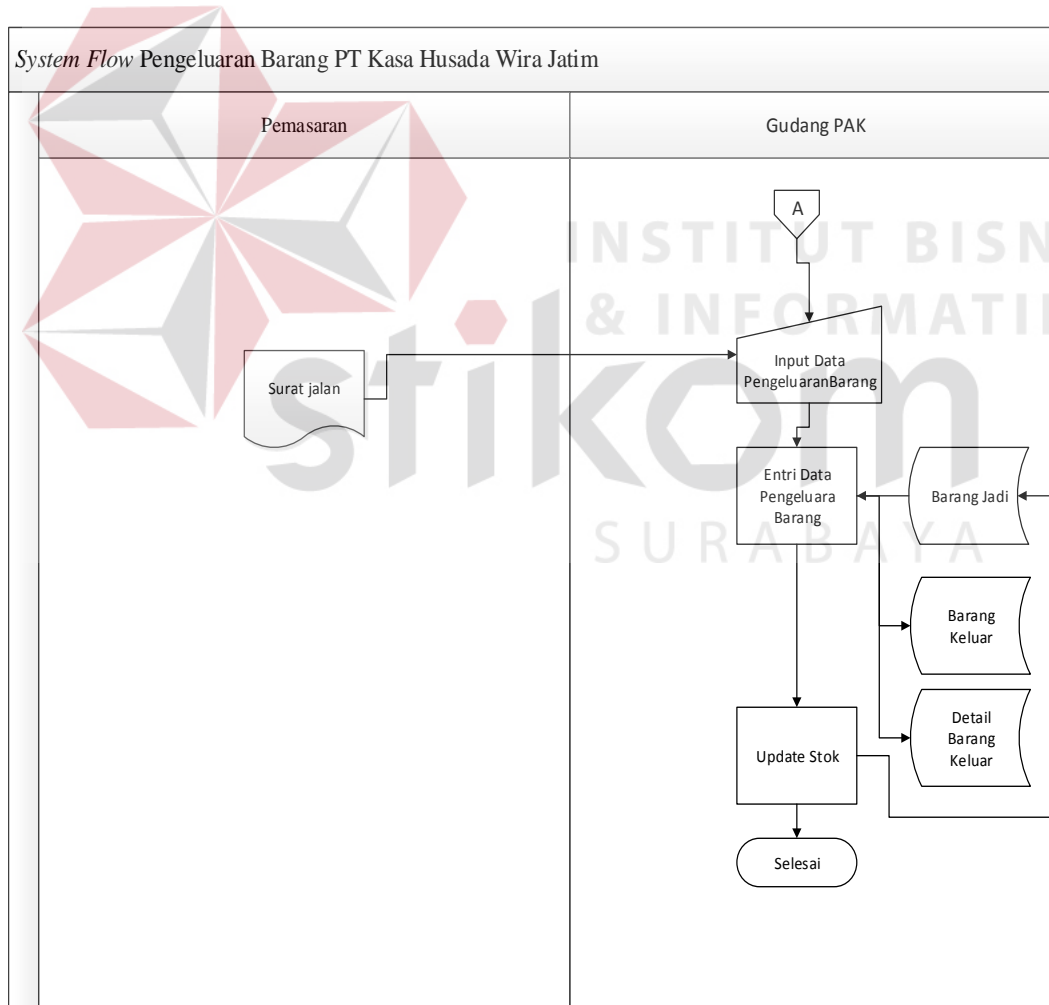 System Flow Pengeluaran Barang PT Kasa Husada Wira Jatim
Pemasaran
Gudang PAK
A
INSTITUT BISN
& INFORMATI
stikom
SURABAYA
Surat jalan
Input Data
PengeluaranBarang
Entri Data
Pengeluara
Barang
Barang Jadi
Barang
Keluar
Detail
Barang
Keluar
Update Stok
Selesai